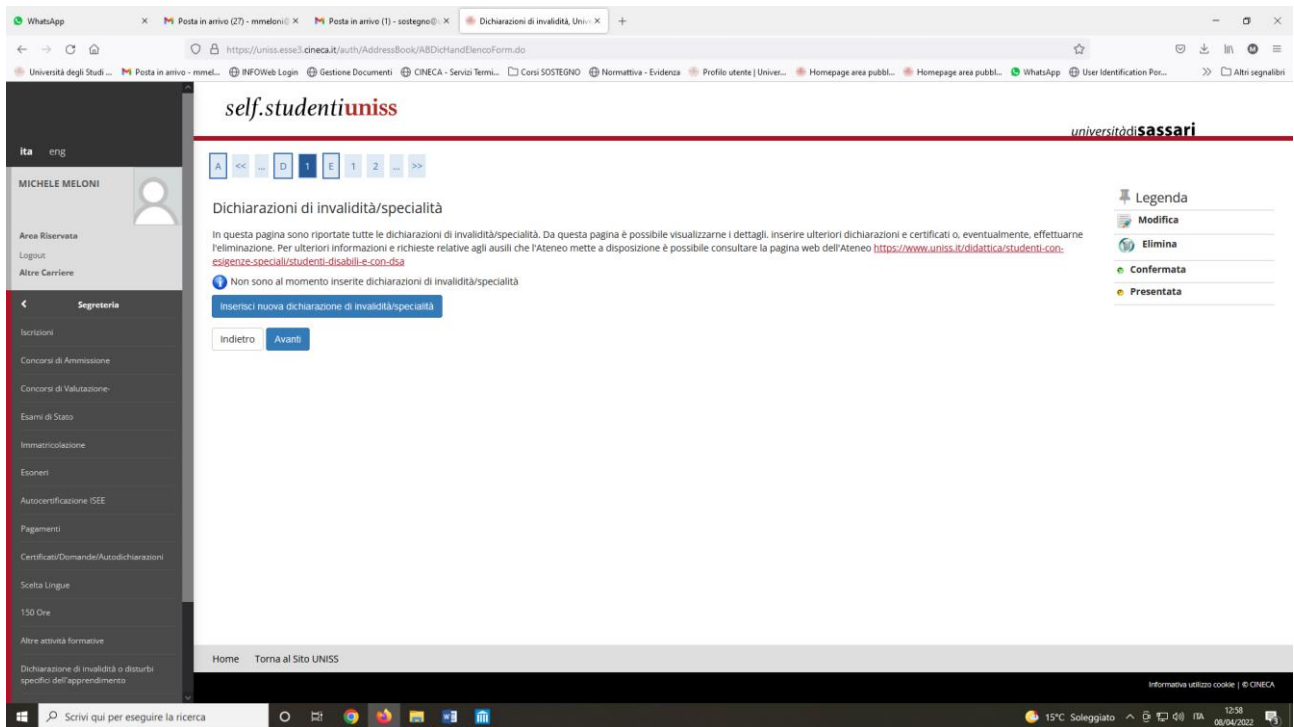 WhatsApp
Posta in arrivo (27) - mmeloni@
Posta in arrivo (1) - sostegno@
Dichiarazioni di invalidità, Univ
https://uniss.esse3.cineca.it/auth/AddressBook/ABDicHandElencoForm.do
Università degli Studi ...
Posta in arrivo - mmel...
INFOWeb Login
Gestione Documenti
CINECA - Servizi Termi...
Corsi SOSTEGNO
Normattiva - Evidenza
Profilo utente | Univer...
Homepage area pubbl...
Homepage area pubbl...
WhatsApp
User Identification Por...
Altri segnalibri
self.studentiuniss
universitàdisassari
ita eng
MICHELE MELONI
Area Riservata
Logout
Altre Carriere
Segreteria
Iscrizioni
Concorsi di Ammissione
Concorsi di Valutazione-
Esami di Stato
Immatricolazione
Esoneri
Autocertificazione ISEE
Pagamenti
Certificati/Domande/Autodichiarazioni
Scelta Lingue
150 Ore
Altre attività formative
Dichiarazione di invalidità o disturbi
specifici dell'apprendimento
A << ... D 1 E 1 2 ... >>
Dichiarazioni di invalidità/specialità
In questa pagina sono riportate tutte le dichiarazioni di invalidità/specialità. Da questa pagina è possibile visualizzarne i dettagli. inserire ulteriori dichiarazioni e certificati o, eventualmente, effettuarne
l'eliminazione. Per ulteriori informazioni e richieste relative agli ausili che l'Ateneo mette a disposizione è possibile consultare la pagina web dell'Ateneo https://www.uniss.it/didattica/studenti-con-
esigenze-speciali/studenti-disabili-e-con-dsa
Non sono al momento inserite dichiarazioni di invalidità/specialità
Inserisci nuova dichiarazione di invalidità/specialità
Indietro Avanti
Legenda
Modifica
Elimina
Confermata
Presentata
Home Torna al Sito UNISS
Informativa utilizzo cookie | © CINECA
Scrivi qui per eseguire la ricerca
15°C Soleggiato
ITA
12:58
08/04/2022